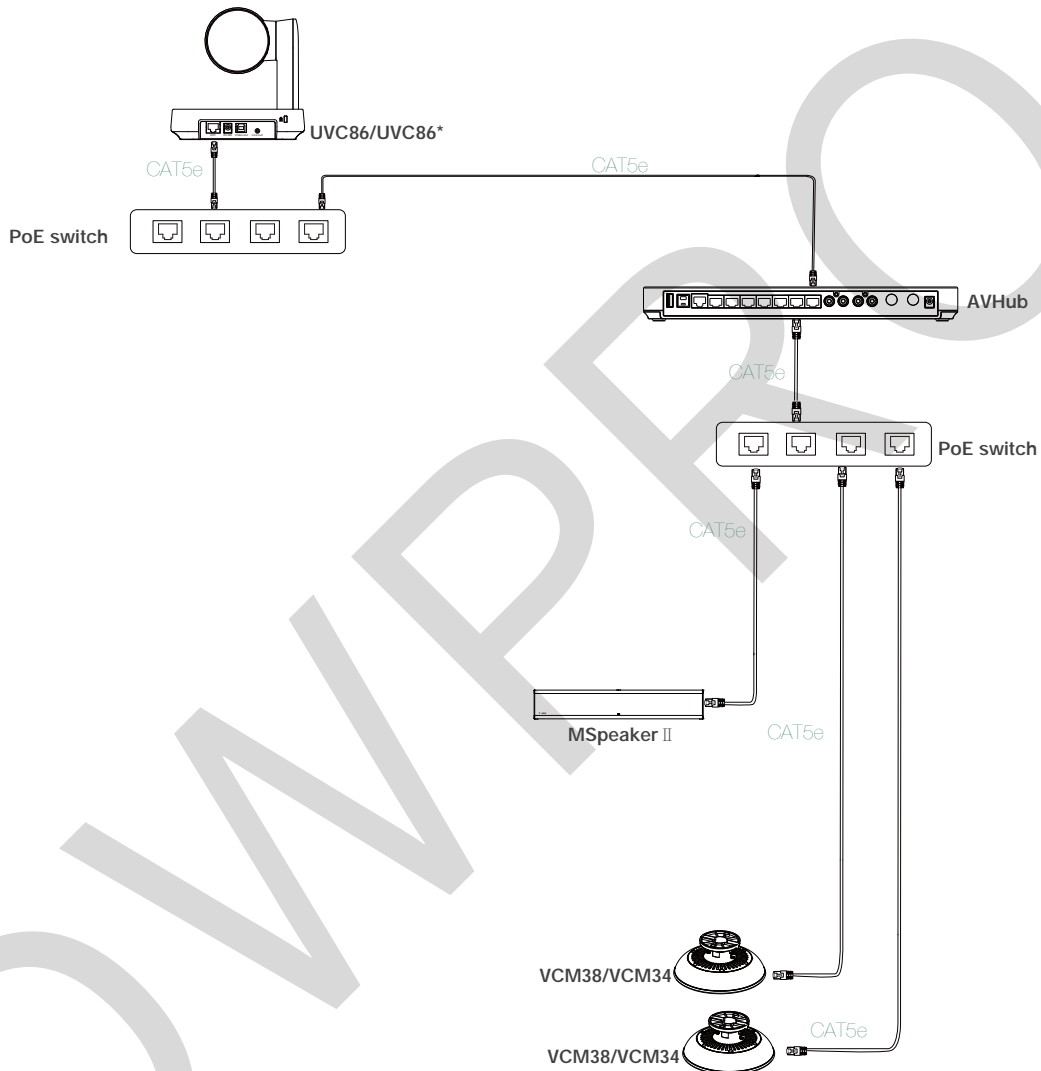 UVC86/UVC86*
CAT5e
CAT5e
PoE switch
AVHub
CAT5e
PoE switch
CAT5e
MSpeaker Ⅱ
CAT5e
VCM38/VCM34
CAT5e
VCM38/VCM34
OWPRO